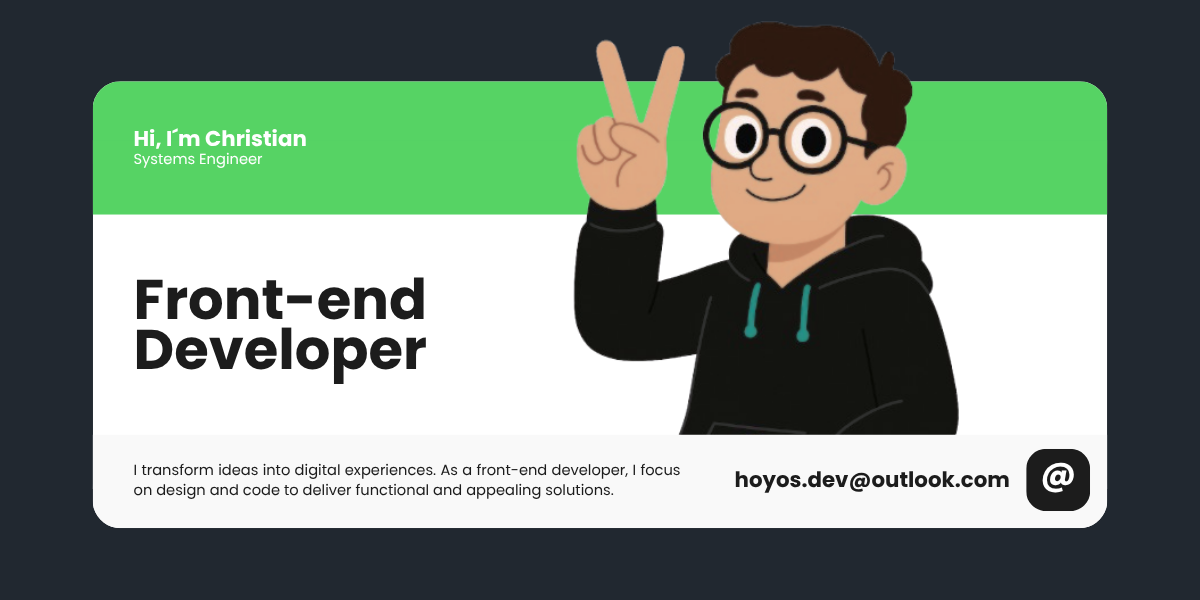 Hi, I´m Christian
Systems Engineer
Front-end
Developer
I transform ideas into digital experiences. As a front-end developer, I focus
on design and code to deliver functional and appealing solutions.
hoyos.dev@outlook.com
@